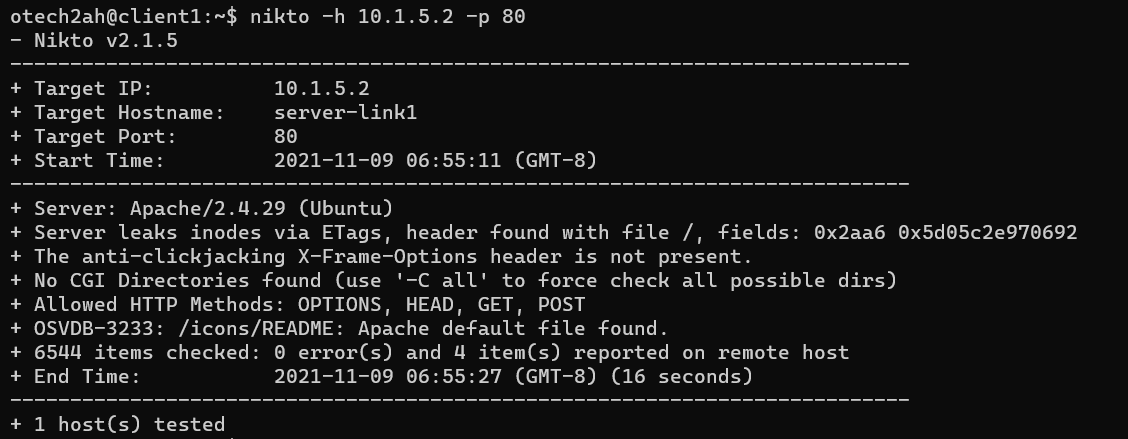 otech2ah@client1:~$ nikto -h 10.1.5.2 -p 80
- Nikto v2.1.5
---------------------------------------------------------------------------
+ Target IP:          10.1.5.2
+ Target Hostname:    server-link1
+ Target Port:        80
+ Start Time:         2021-11-09 06:55:11 (GMT-8)
---------------------------------------------------------------------------
+ Server: Apache/2.4.29 (Ubuntu)
+ Server leaks inodes via ETags, header found with file /, fields: 0x2aa6 0x5d05c2e970692
+ The anti-clickjacking X-Frame-Options header is not present.
+ No CGI Directories found (use '-C all' to force check all possible dirs)
+ Allowed HTTP Methods: OPTIONS, HEAD, GET, POST
+ OSVDB-3233: /icons/README: Apache default file found.
+ 6544 items checked: 0 error(s) and 4 item(s) reported on remote host
+ End Time:           2021-11-09 06:55:27 (GMT-8) (16 seconds)
---------------------------------------------------------------------------
+ 1 host(s) tested